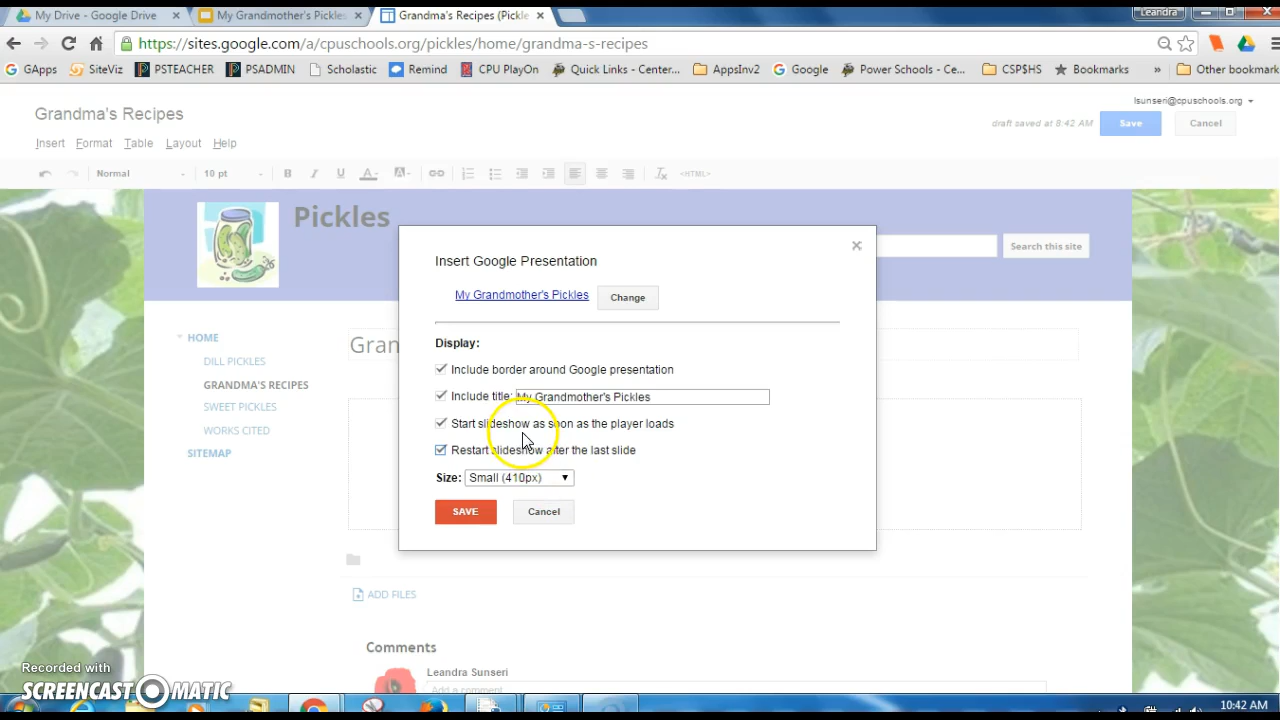 My Drive - Google Drive
My Grandmother's Pickles
Grandma's Recipes (Pickle
Leandra
https://sites.google.com/a/cpuschools.org/pickles/home/grandma-s-recipes
GApps SiteViz PSTEACHER PSADMIN Scholastic Remind CPU PlayOn Quick Links - Center... AppsInv2 Google Power Schools - Ce... CSP$HS Bookmarks » Other bookmark
lsunseri@cpuschools.org
Grandma's Recipes
draft saved at 8:42 AM Save Cancel
Insert Format Table Layout Help
Normal 10 pt B I U A A <HTML>
Pickles
Search this site
Insert Google Presentation
My Grandmother's Pickles Change
HOME
DILL PICKLES
GRANDMA'S RECIPES
SWEET PICKLES
WORKS CITED
SITEMAP
Gran
Display:
Include border around Google presentation
Include title: My Grandmother's Pickles
Start slideshow as soon as the player loads
Restart slideshow after the last slide
Size: Small (410px)
SAVE Cancel
ADD FILES
Comments
Leandra Sunseri
Add a comment
Recorded with
SCREENCAST MATIC
10:42 AM